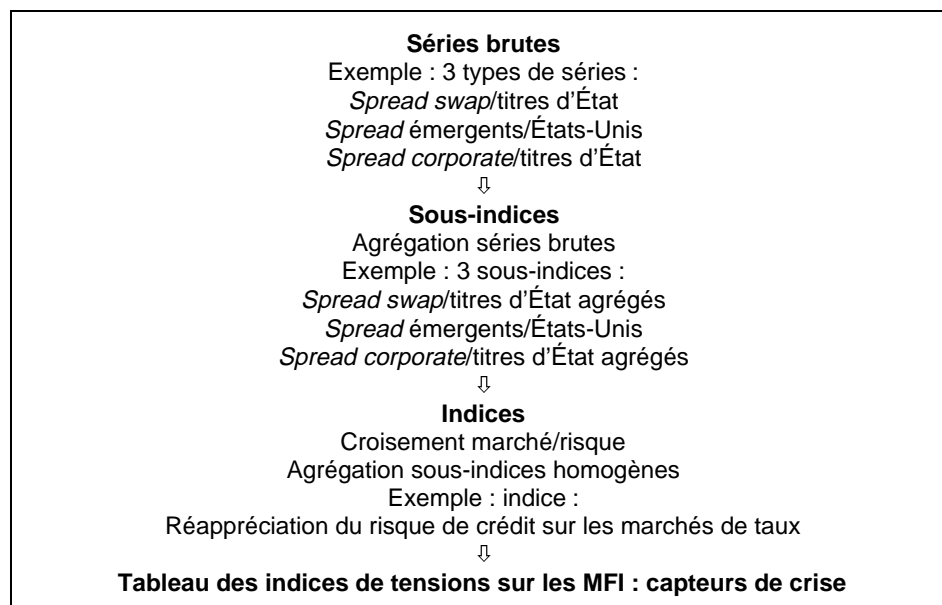 Séries brutes
Exemple : 3 types de séries :
Spread swap/titres d’État
Spread émergents/États-Unis
Spread corporate/titres d’État
⇩
Sous-indices
Agrégation séries brutes
Exemple : 3 sous-indices :
Spread swap/titres d’État agrégés
Spread émergents/États-Unis
Spread corporate/titres d’État agrégés
⇩
Indices
Croisement marché/risque
Agrégation sous-indices homogènes
Exemple : indice :
Réappréciation du risque de crédit sur les marchés de taux
⇩
Tableau des indices de tensions sur les MFI : capteurs de crise